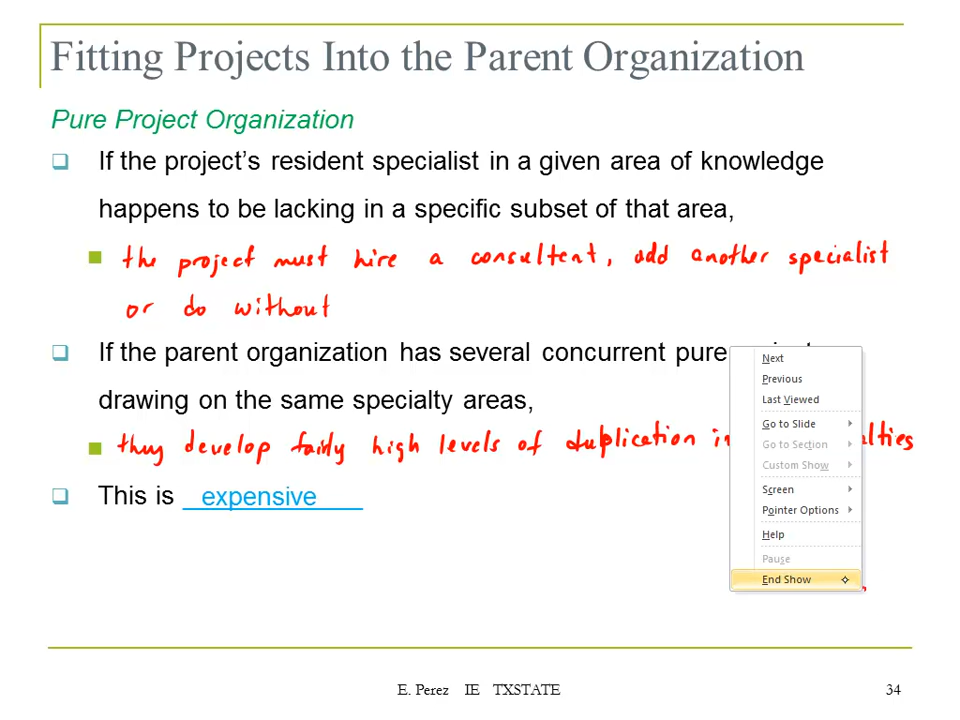 Fitting Projects Into the Parent Organization
Pure Project Organization
If the project's resident specialist in a given area of knowledge
happens to be lacking in a specific subset of that area,
the project must hire a consultent, add another specialist
or do without
If the parent organization has several concurrent pure
drawing on the same specialty areas,
they develop fairly high levels of duplication
This is expensive
Next
Previous
Last Viewed
Go to Slide
Go to Section
Custom Show
Screen
Pointer Options
Help
Pause
End Show
E. Perez IE TXSTATE
34